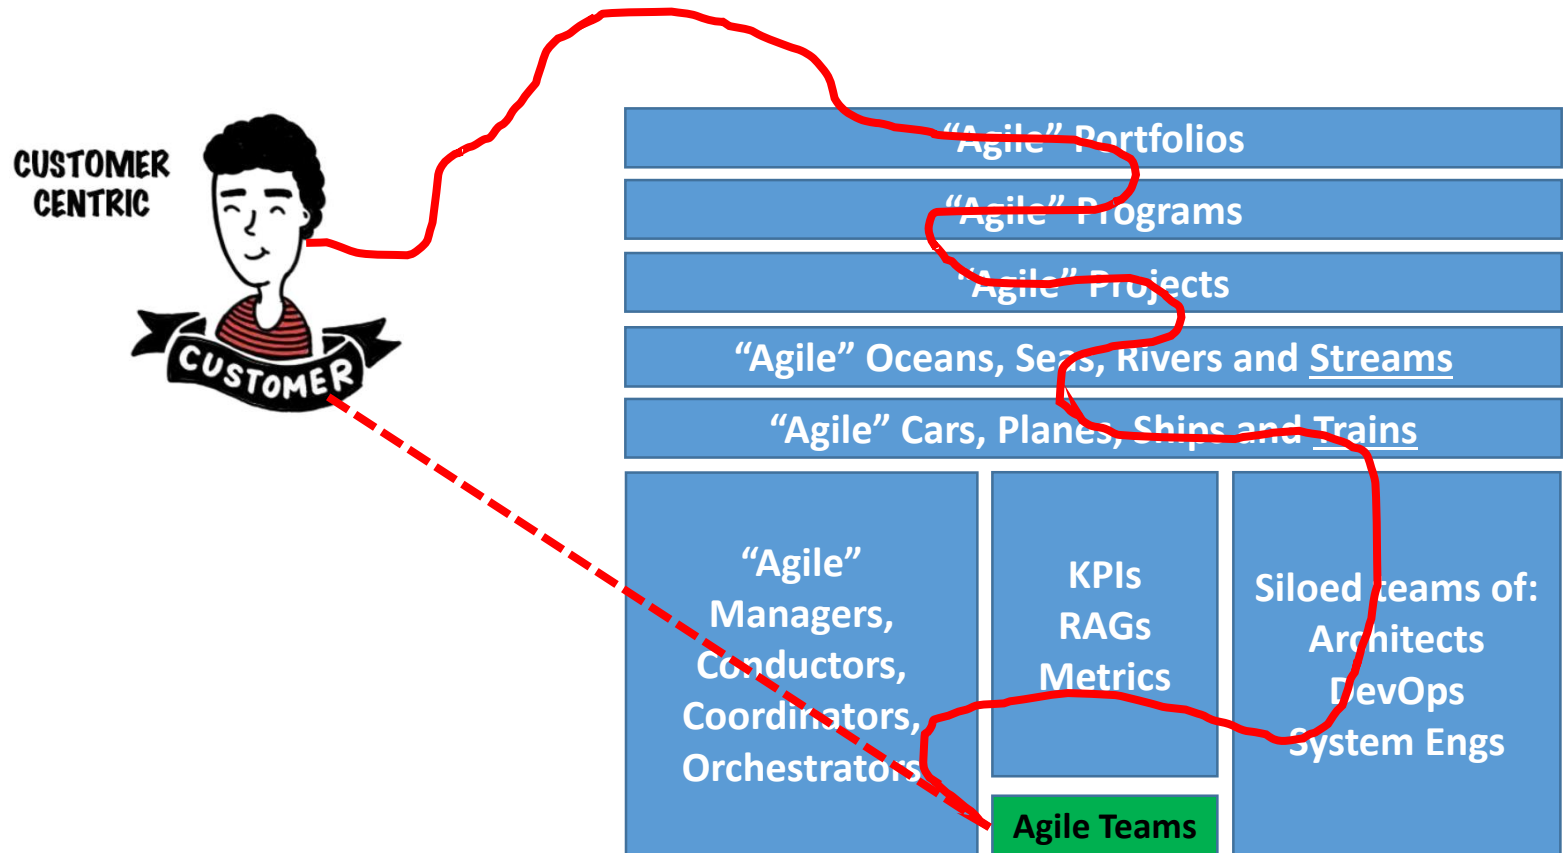 CUSTOMER
CENTRIC
CUSTOMER
“Agile” Portfolios
“Agile” Programs
“Agile” Projects
“Agile” Oceans, Seas, Rivers and Streams
“Agile” Cars, Planes, Ships and Trains
“Agile”
Managers,
Conductors,
Coordinators,
Orchestrators
KPIs
RAGs
Metrics
Siloed teams of:
Architects
DevOps
System Engs
Agile Teams